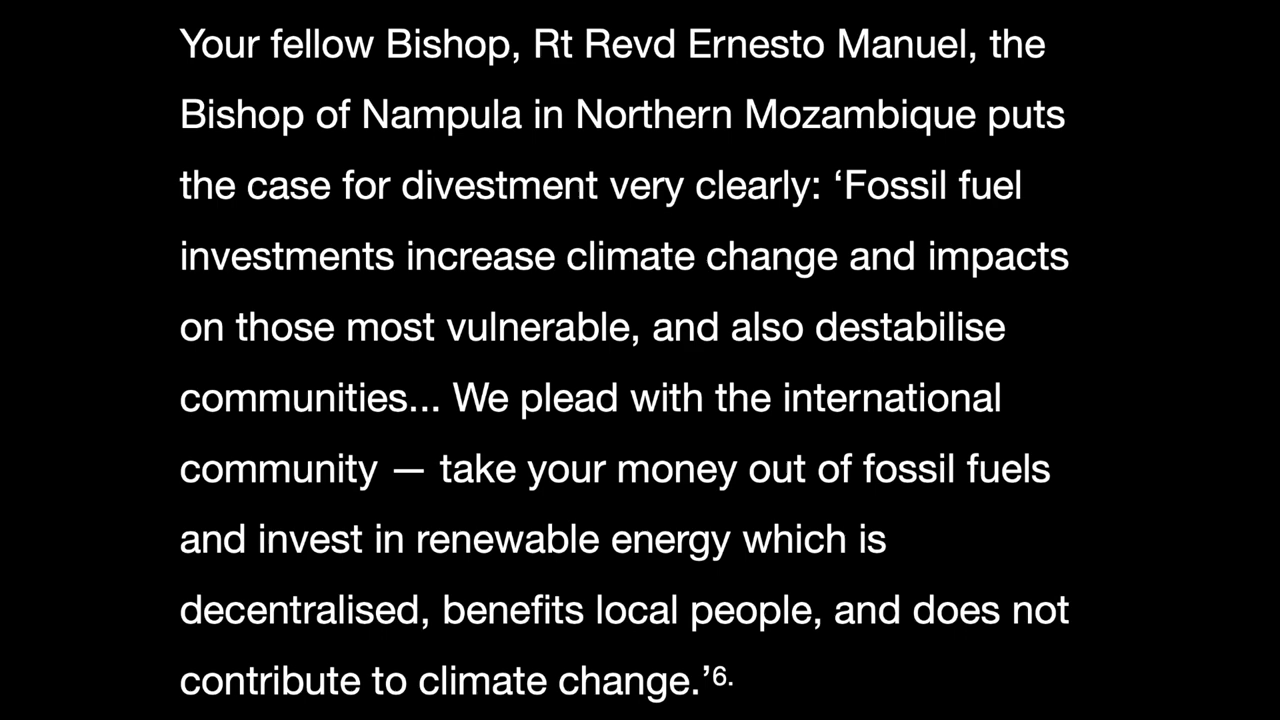 Your fellow Bishop, Rt Revd Ernesto Manuel, the
Bishop of Nampula in Northern Mozambique puts
the case for divestment very clearly: ‘Fossil fuel
investments increase climate change and impacts
on those most vulnerable, and also destabilise
communities... We plead with the international
community — take your money out of fossil fuels
and invest in renewable energy which is
decentralised, benefits local people, and does not
contribute to climate change.’6.